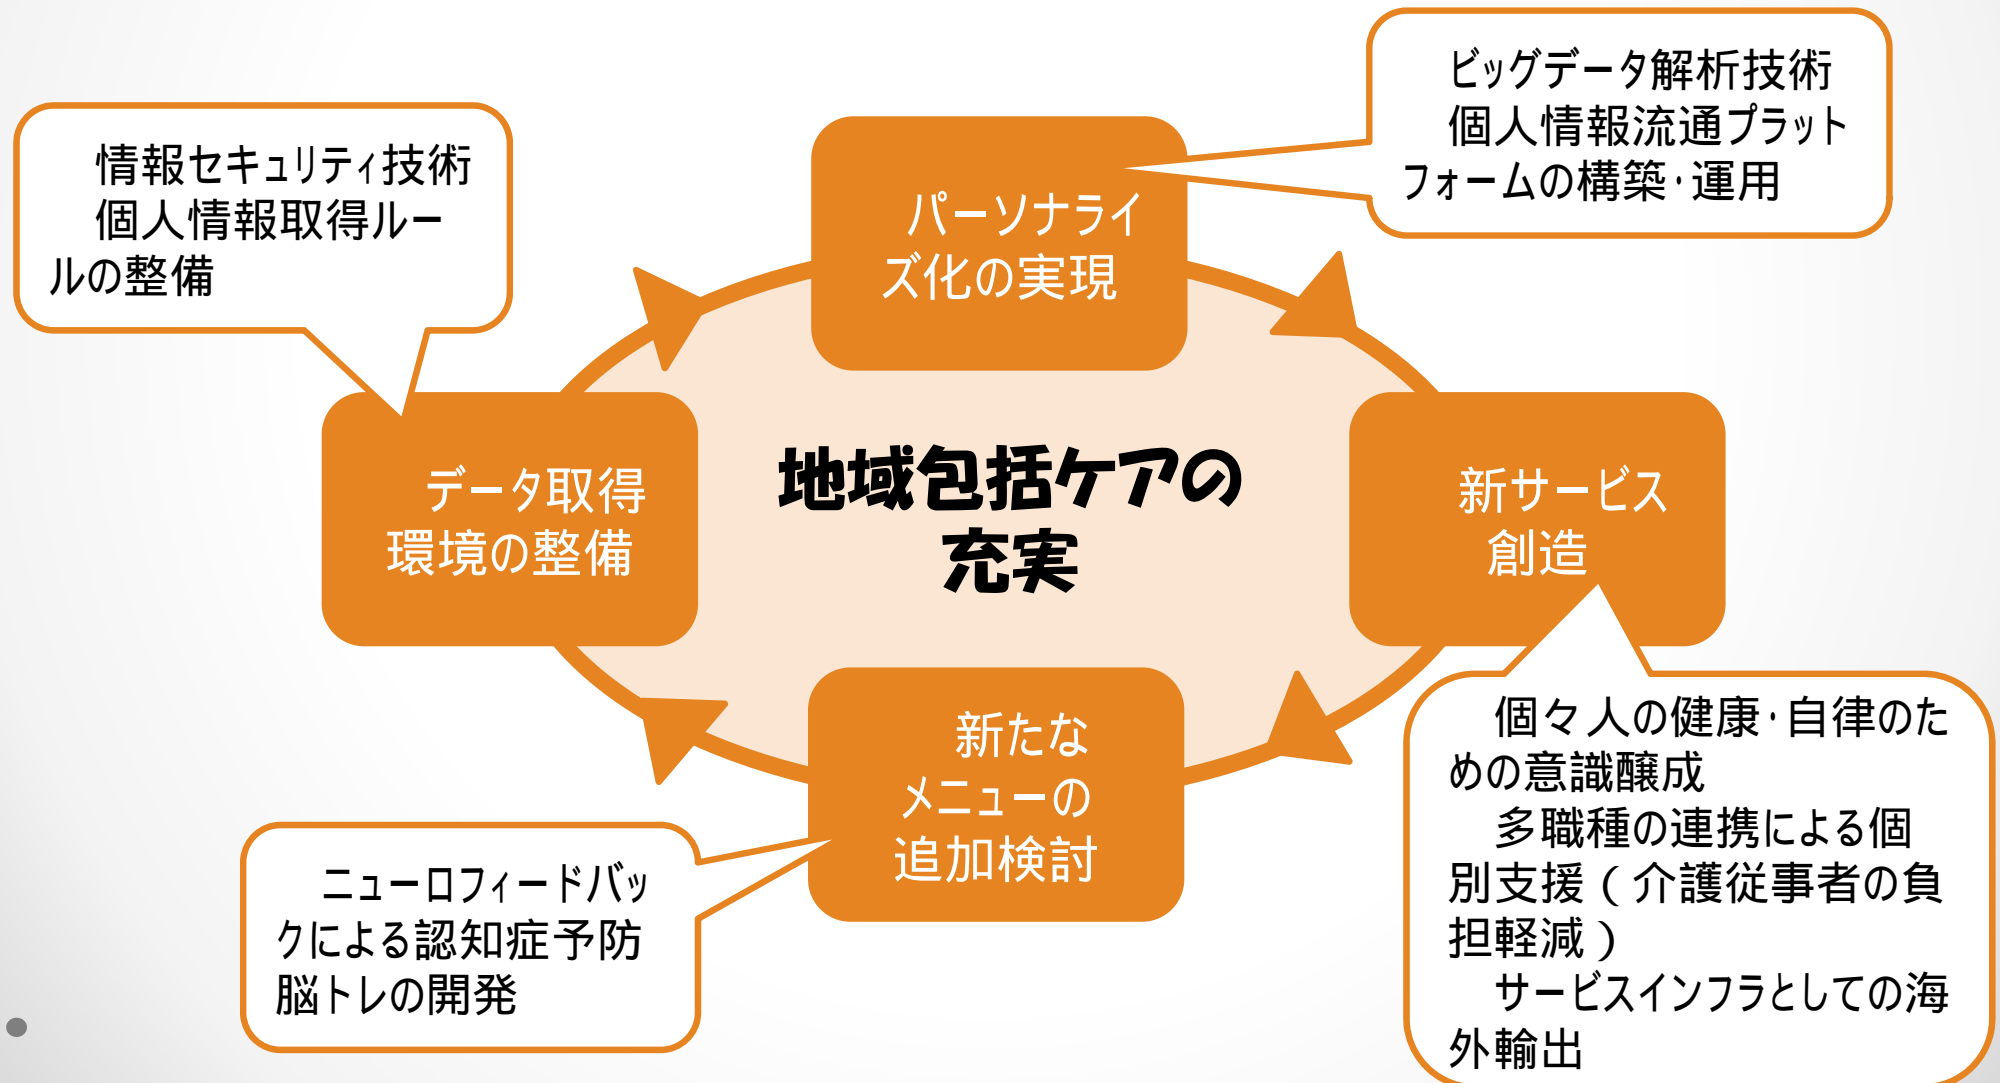 ビッグデータ解析技術
個人情報流通プラット
フォームの構築・運用
情報セキュリティ技術
個人情報取得ルー
ルの整備
パーソナライ
ズ化の実現
データ取得
環境の整備
地域包括ケアの
充実
新サービス
創造
新たな
メニューの
追加検討
個々人の健康・自律のた
めの意識醸成
多職種の連携による個
別支援(介護従事者の負
担軽減)
サービスインフラとしての海
外輸出
ニューロフィードバッ
クによる認知症予防
脳トレの開発